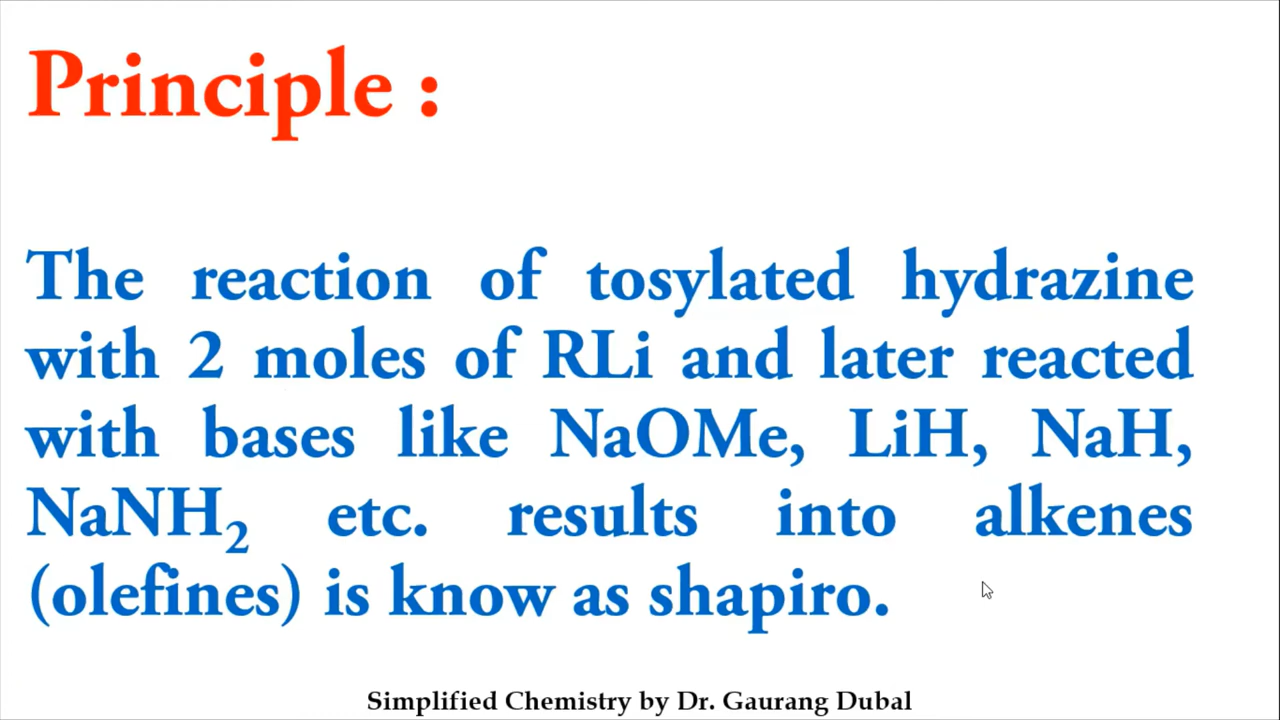 Principle :
The reaction of tosylated hydrazine
with 2 moles of RLi and later reacted
with bases like NaOMe, LiH, NaH,
NaNH₂ etc. results into alkenes
(olefines) is know as shapiro.
Simplified Chemistry by Dr. Gaurang Dubal